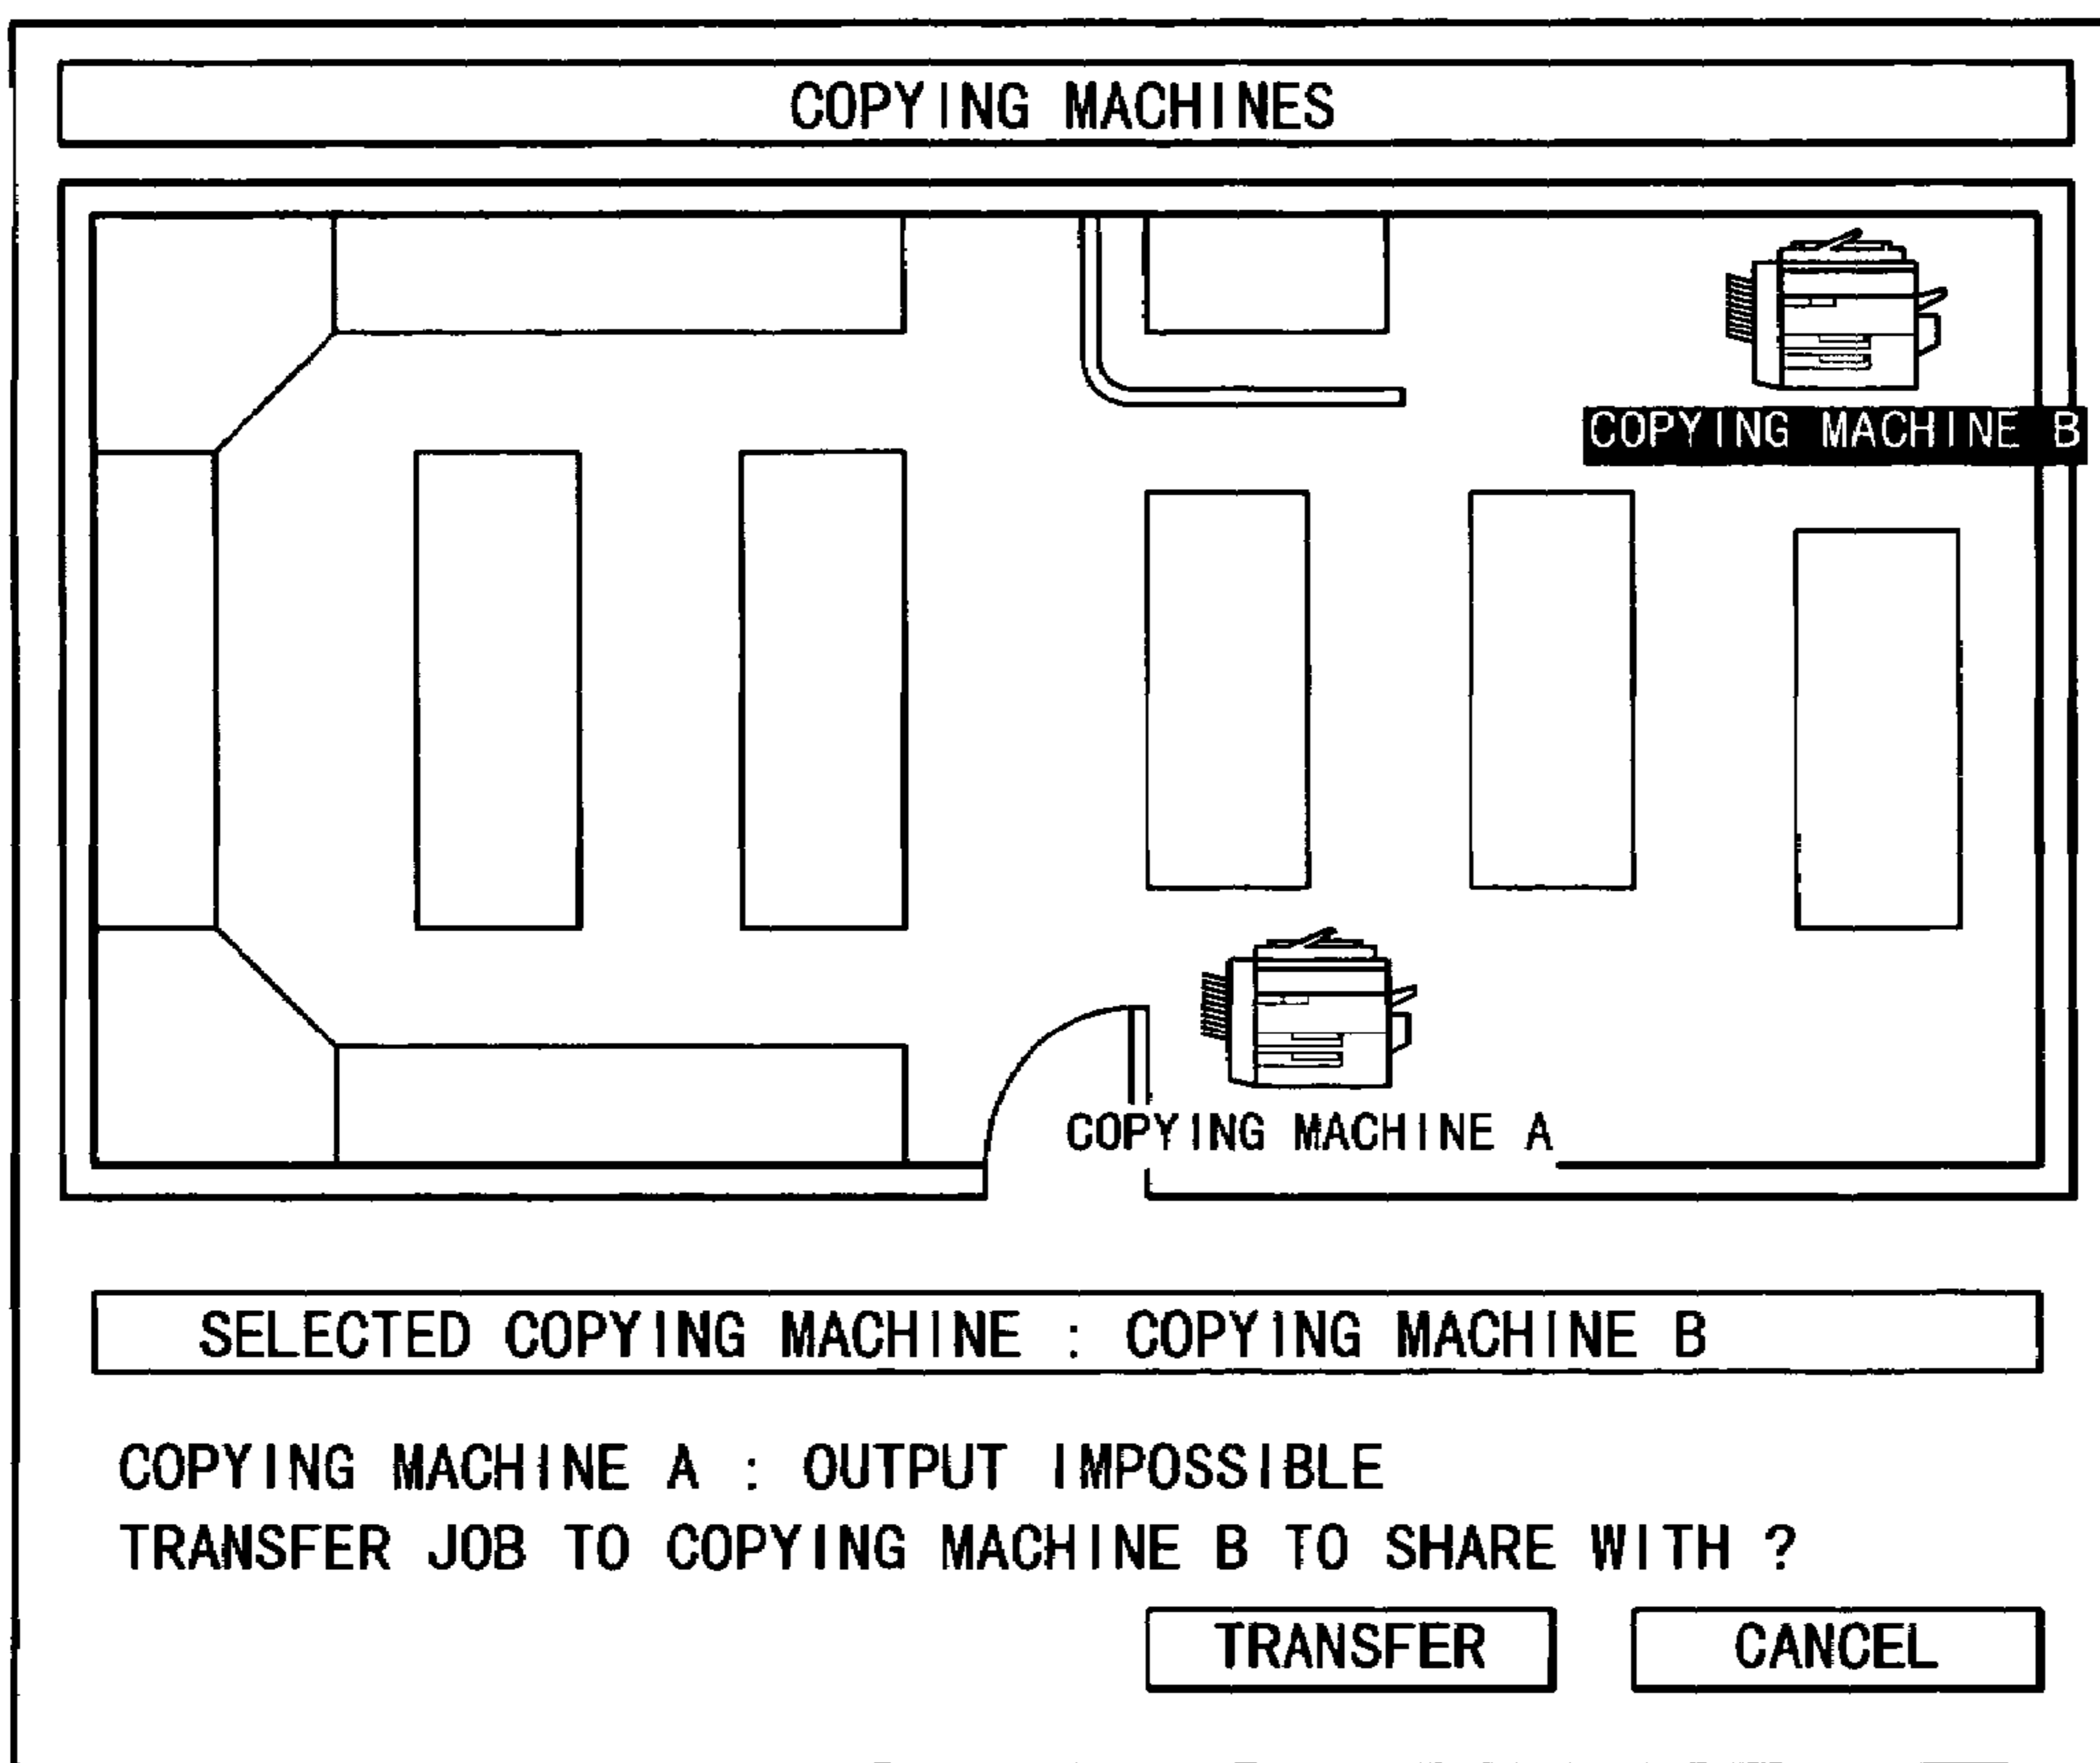 COPYING MACHINES
COPYING MACHINE B
COPYING MACHINE A
SELECTED COPYING MACHINE : COPYING MACHINE B
COPYING MACHINE A : OUTPUT IMPOSSIBLE
TRANSFER JOB TO COPYING MACHINE B TO SHARE WITH ?
TRANSFER CANCEL